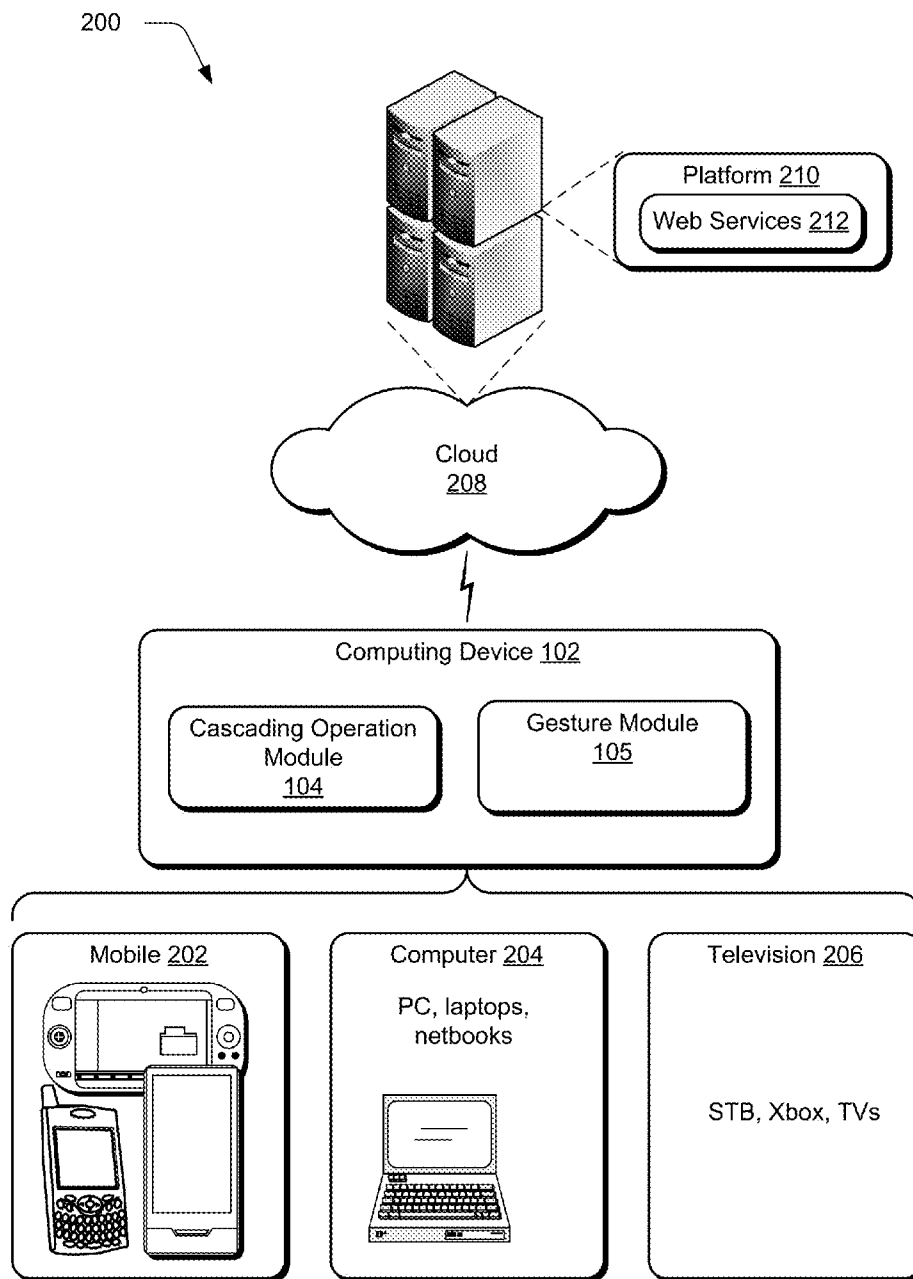 200
Platform 210
Web Services 212
Cloud
208
Computing Device 102
Cascading Operation
Module
104
Gesture Module
105
Mobile 202
Computer 204
PC, laptops,
netbooks
Television 206
STB, Xbox, TVs